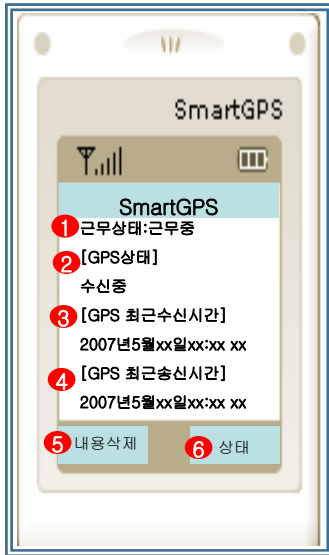 SmartGPS
SmartGPS
1 근무상태:근무중
2 [GPS상태]
수신중
3 [GPS 최근수신시간]
2007년5월xx일xx:xx xx
4 [GPS 최근송신시간]
2007년5월xx일xx:xx xx
5 내용삭제 6 상태